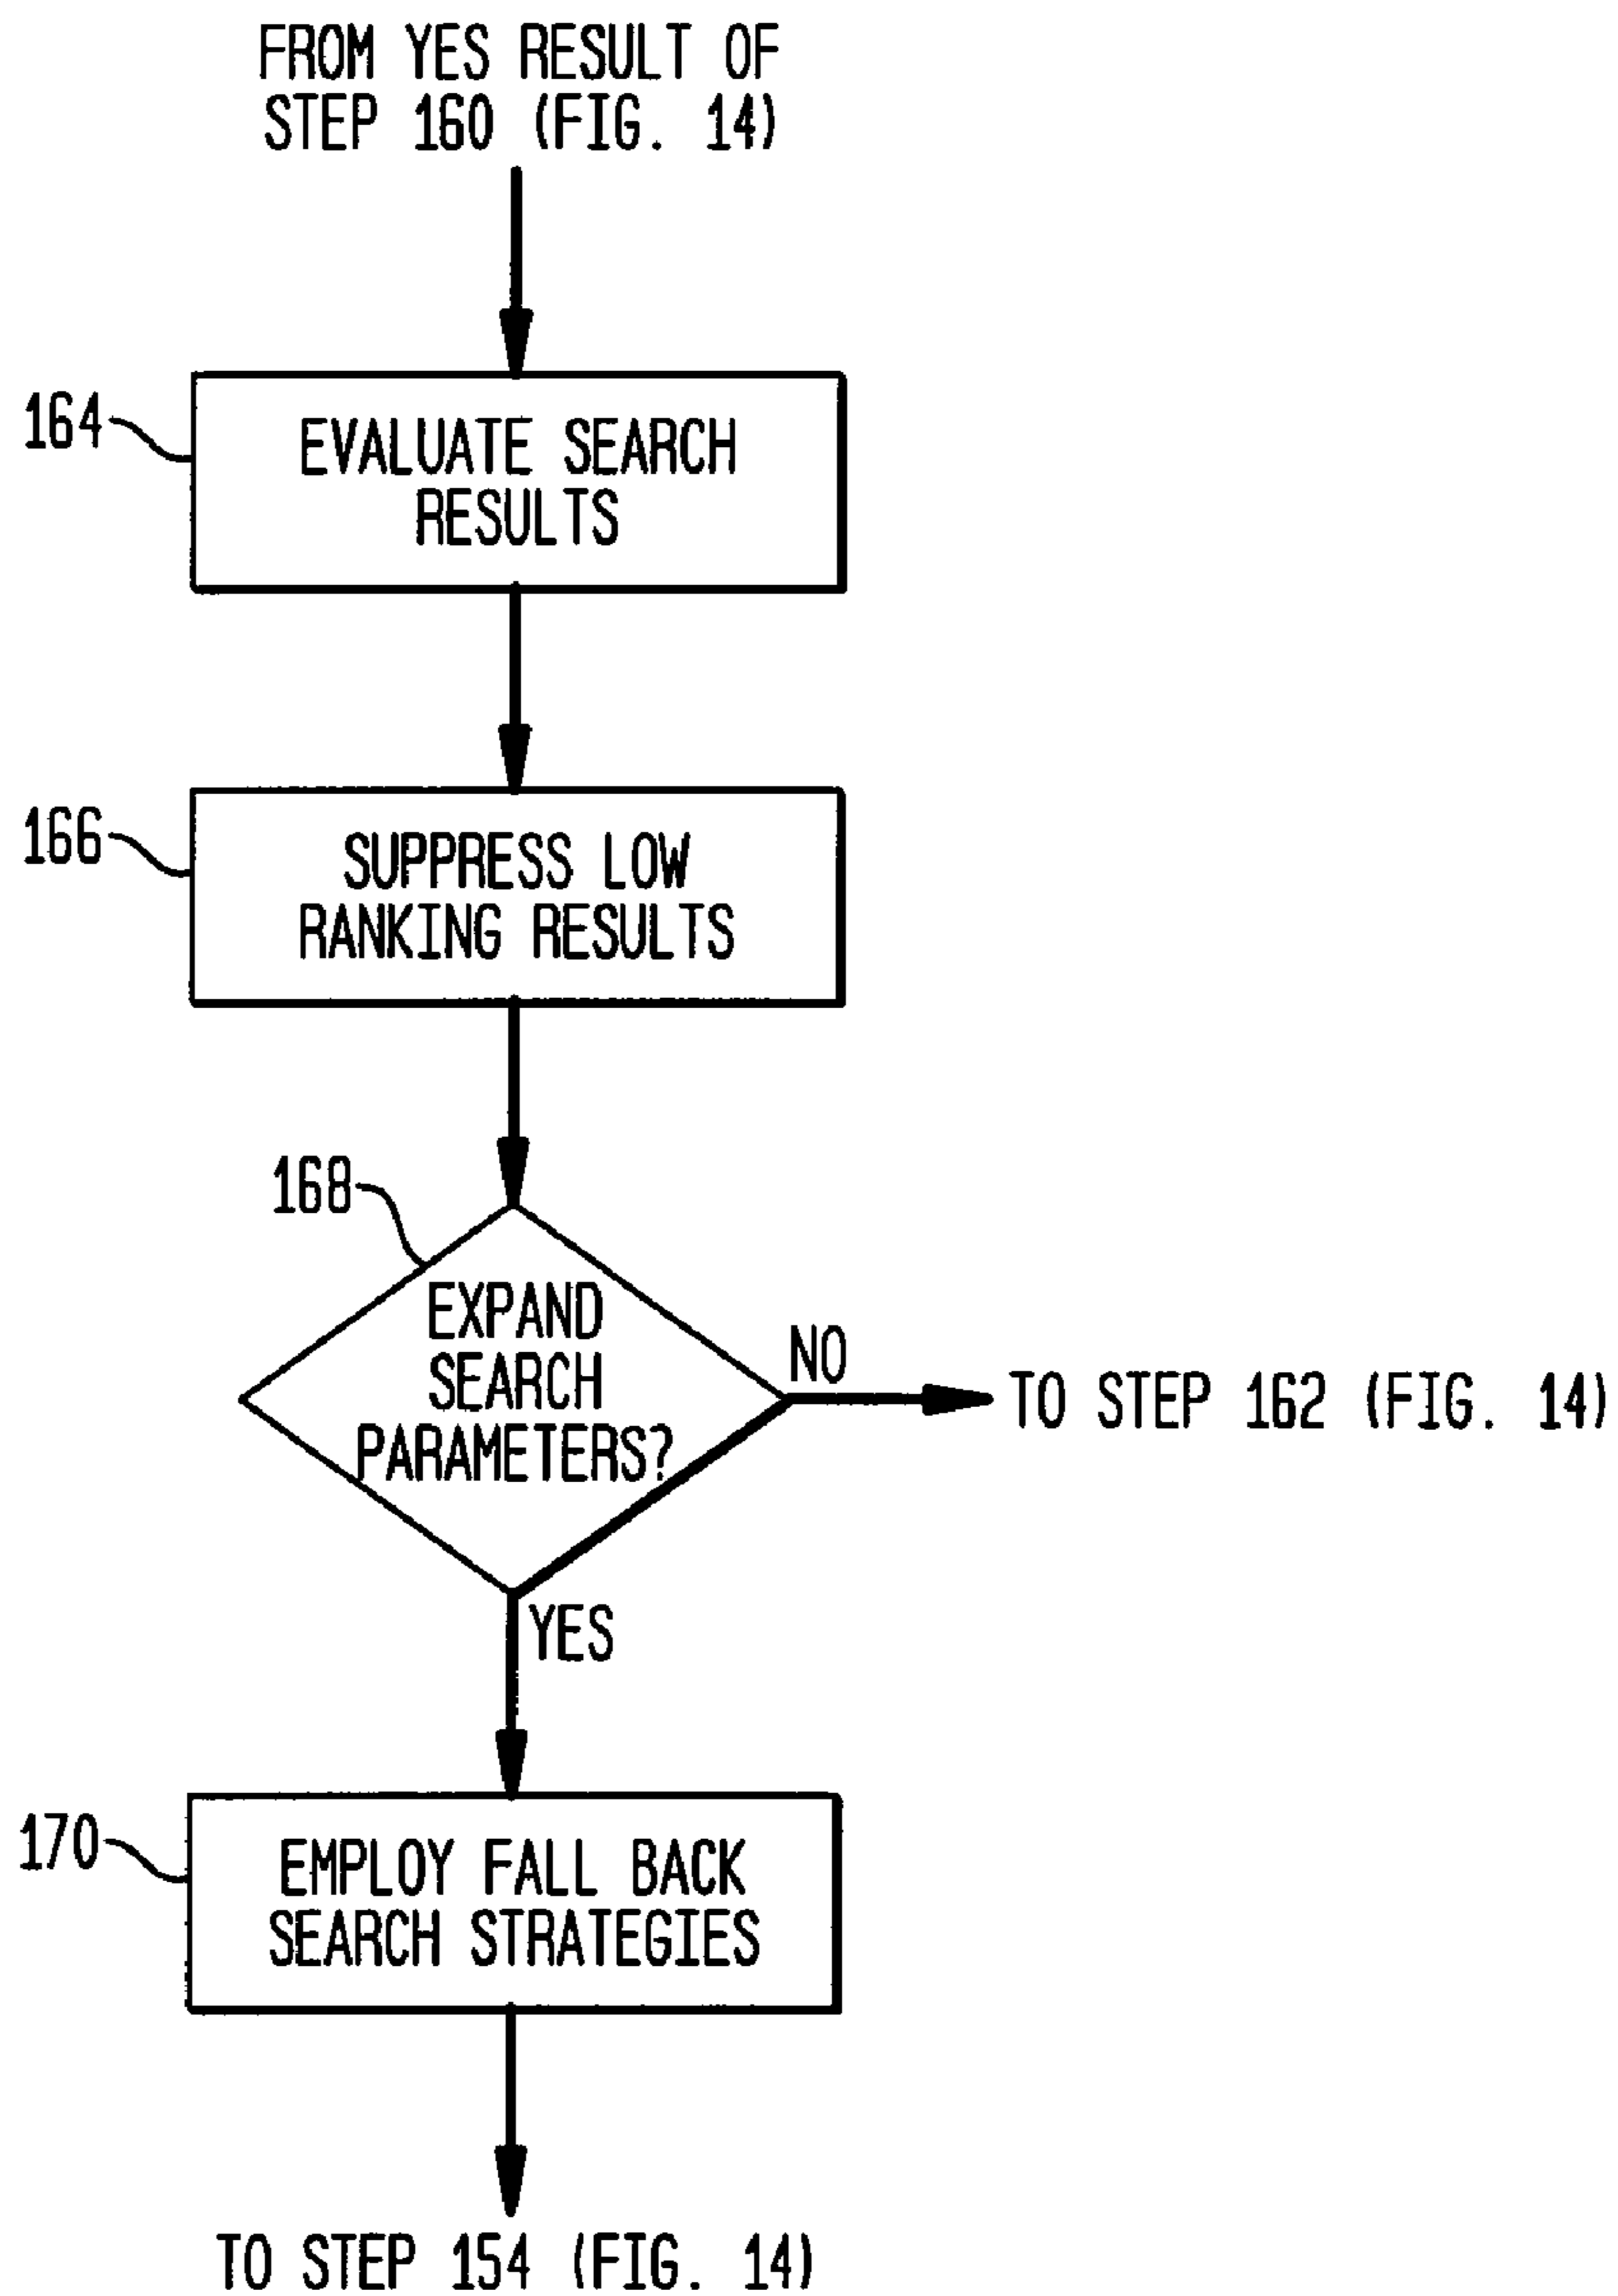 FROM YES RESULT OF
STEP 160 (FIG. 14)
164
EVALUATE SEARCH
RESULTS
166
SUPPRESS LOW
RANKING RESULTS
168
EXPAND
SEARCH
PARAMETERS?
NO
TO STEP 162 (FIG. 14)
YES
170
EMPLOY FALL BACK
SEARCH STRATEGIES
TO STEP 154 (FIG. 14)